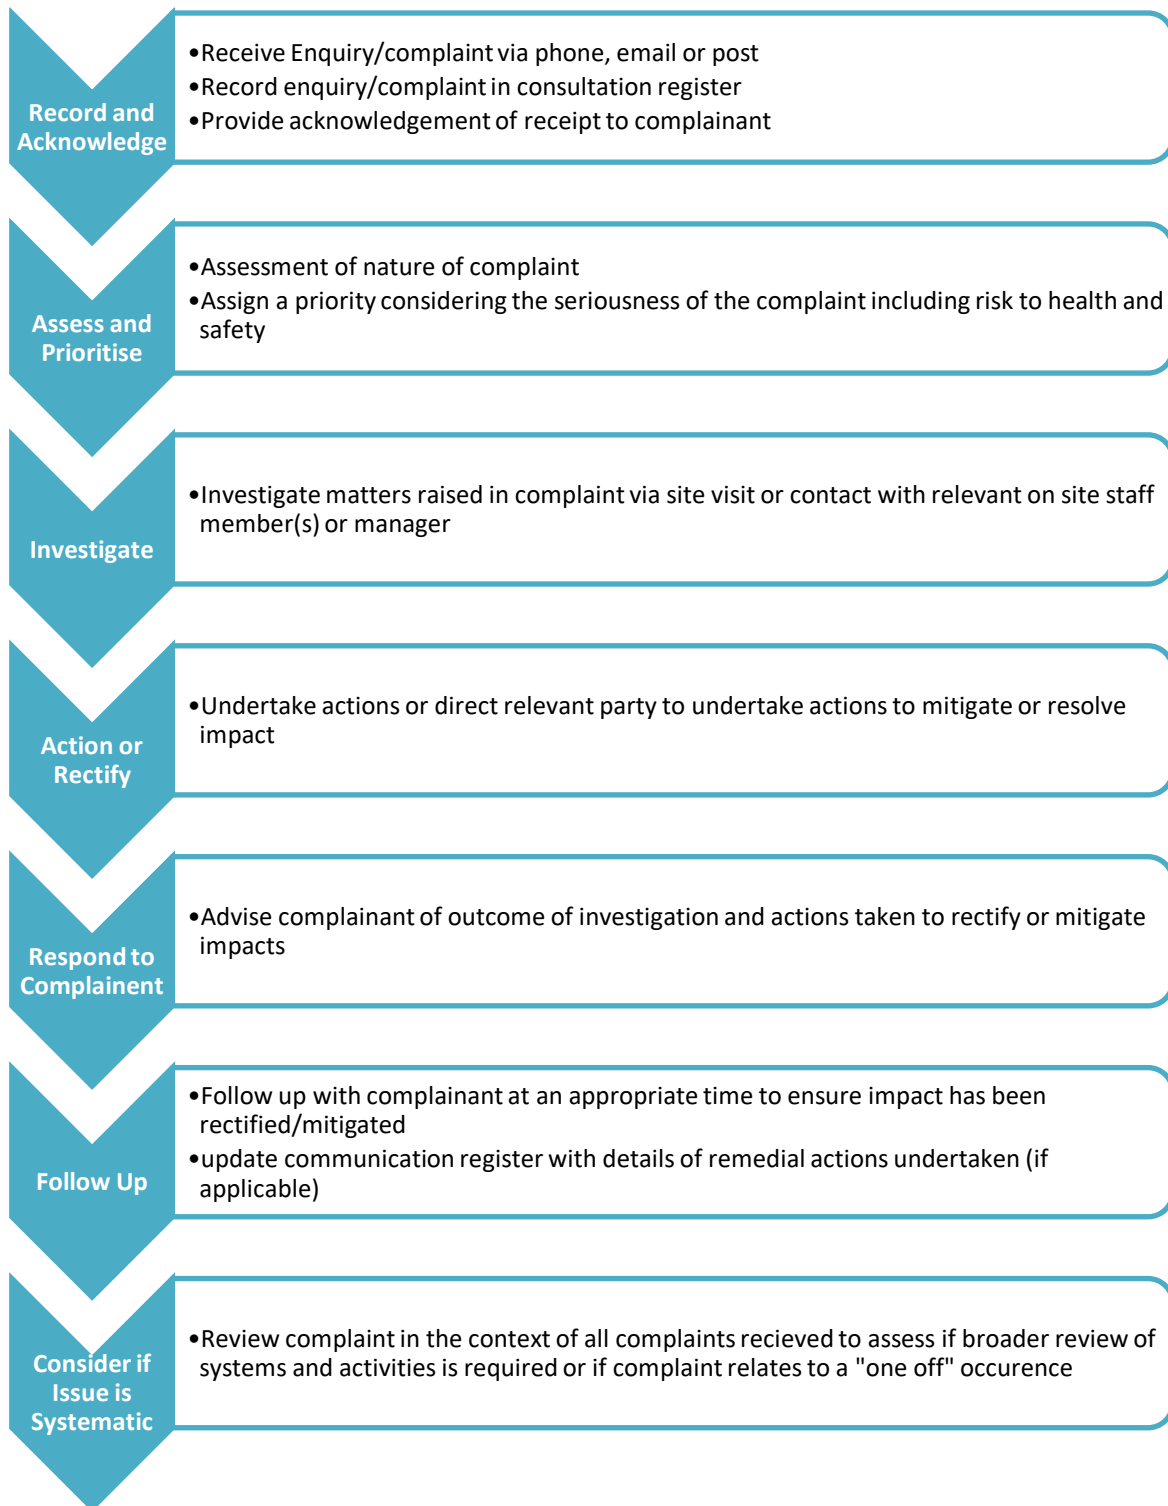 Record and
Acknowledge
•Receive Enquiry/complaint via phone, email or post
•Record enquiry/complaint in consultation register
•Provide acknowledgement of receipt to complainant
Assess and
Prioritise
•Assessment of nature of complaint
•Assign a priority considering the seriousness of the complaint including risk to health and
safety
Investigate
•Investigate matters raised in complaint via site visit or contact with relevant on site staff
member(s) or manager
Action or
Rectify
•Undertake actions or direct relevant party to undertake actions to mitigate or resolve
impact
Respond to
Complainent
•Advise complainant of outcome of investigation and actions taken to rectify or mitigate
impacts
Follow Up
•Follow up with complainant at an appropriate time to ensure impact has been
rectified/mitigated
•update communication register with details of remedial actions undertaken (if
applicable)
Consider if
Issue is
Systematic
•Review complaint in the context of all complaints recieved to assess if broader review of
systems and activities is required or if complaint relates to a "one off" occurence